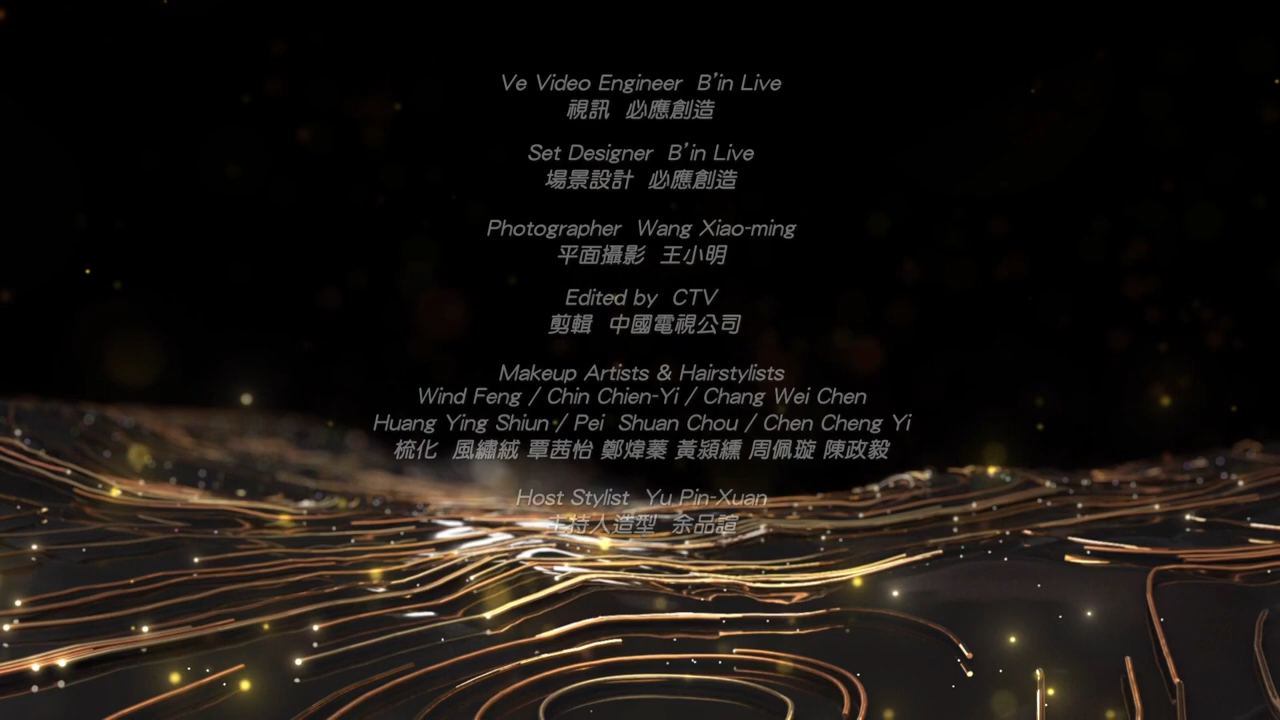 Ve Video Engineer B'in Live
視訊 必應創造
Set Designer B'in Live
場景設計 必應創造
Photographer Wang Xiao-ming
平面攝影 王小明
Edited by CTV
剪輯 中國電視公司
Makeup Artists & Hairstylists
Wind Feng / Chin Chien-Yi / Chang Wei Chen
Huang Ying Shiun / Pei Shuan Chou / Chen Cheng Yi
梳化 風繡絨 覃茜怡 鄭煒蓁 黃潁纁 周佩璇 陳政毅
Host Stylist Yu Pin-Xuan
主持人造型 余品諠